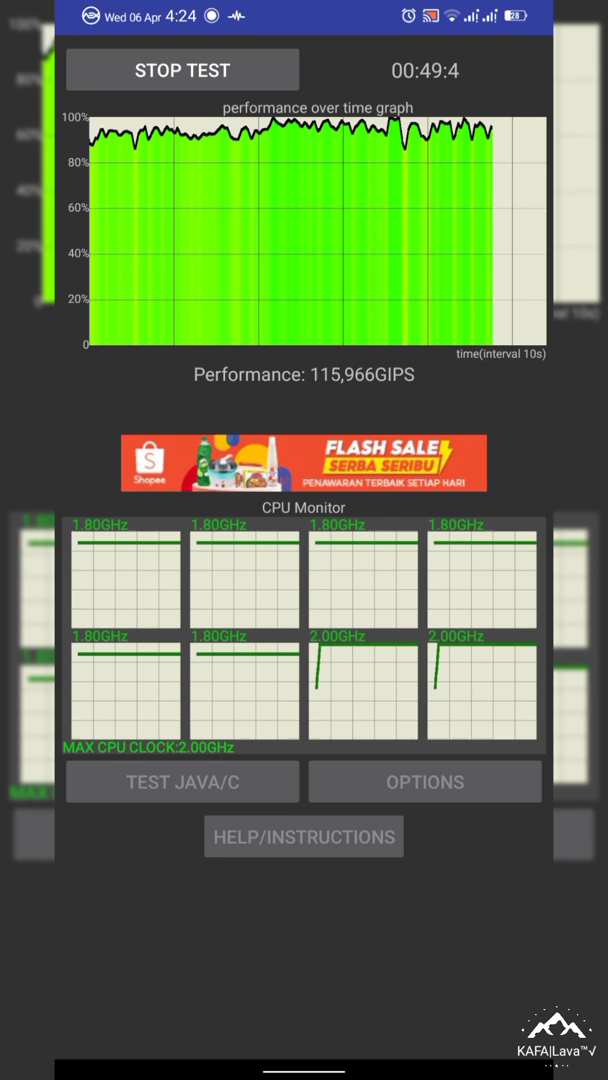 Wed 06 Apr 4:24
28
STOP TEST
00:49:4
performance over time graph
100%
80%
60%
40%
20%
0
time(interval 10s)
Performance: 115,966GIPS
Shopee
FLASH SALE
SERBA SERIBU
PENAWARAN TERBAIK SETIAP HARI
CPU Monitor
1.80GHz 1.80GHz 1.80GHz 1.80GHz
1.80GHz 1.80GHz 2.00GHz 2.00GHz
MAX CPU CLOCK:2.00GHz
TEST JAVA/C
OPTIONS
HELP/INSTRUCTIONS
KAFA|Lava™√